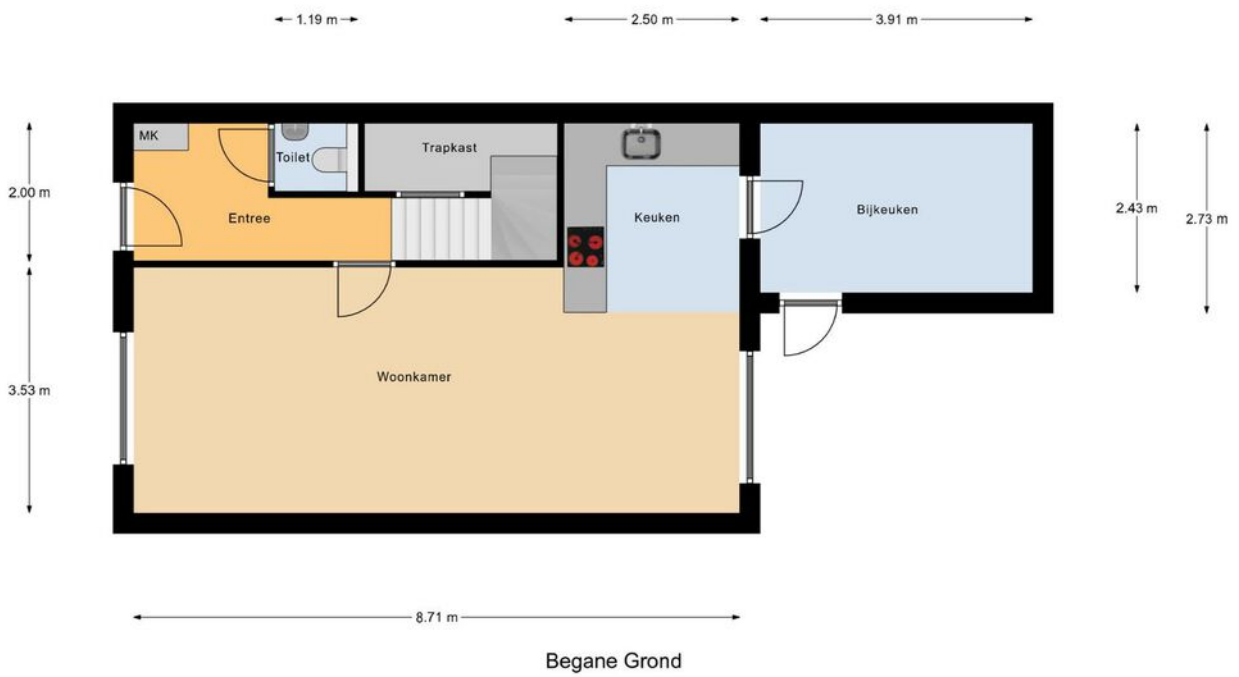 1.19 m
2.50 m
3.91 m
MK
Toilet
Trapkast
2.00 m
Entree
Keuken
Bijkeuken
2.43 m
2.73 m
3.53 m
Woonkamer
8.71 m
Begane Grond